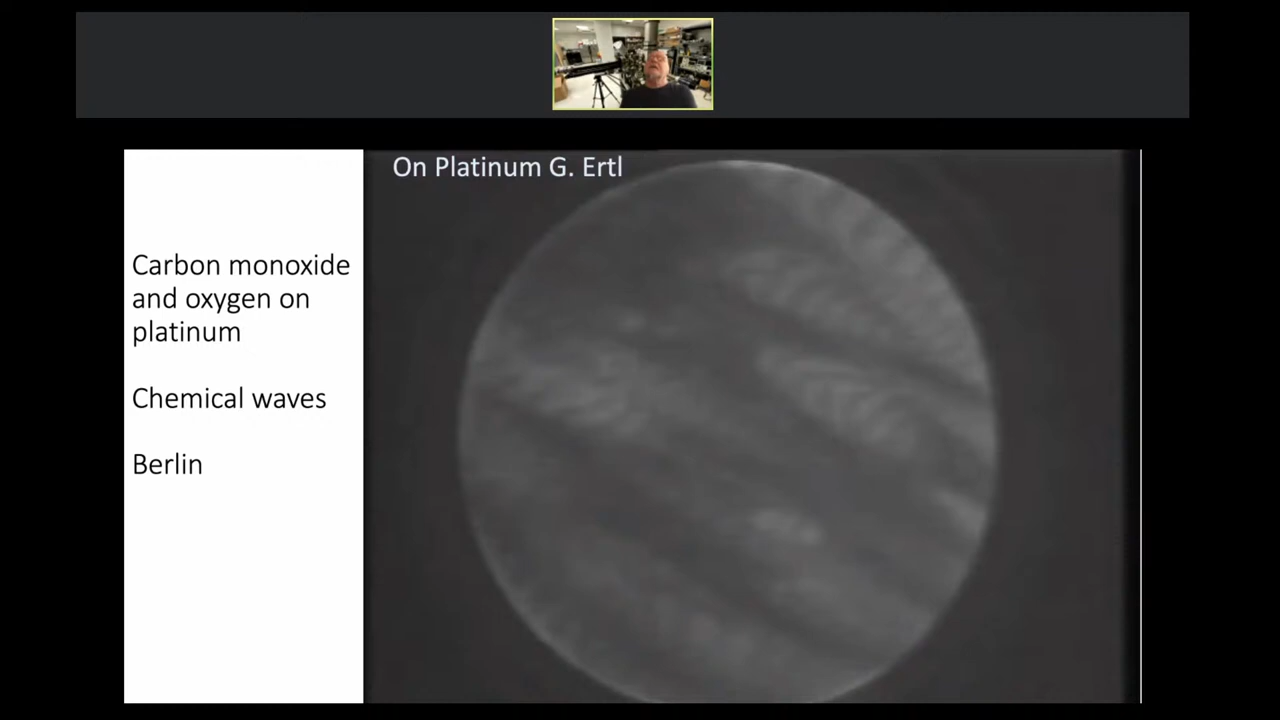 On Platinum G. Ertl
Carbon monoxide
and oxygen on
platinum
Chemical waves
Berlin